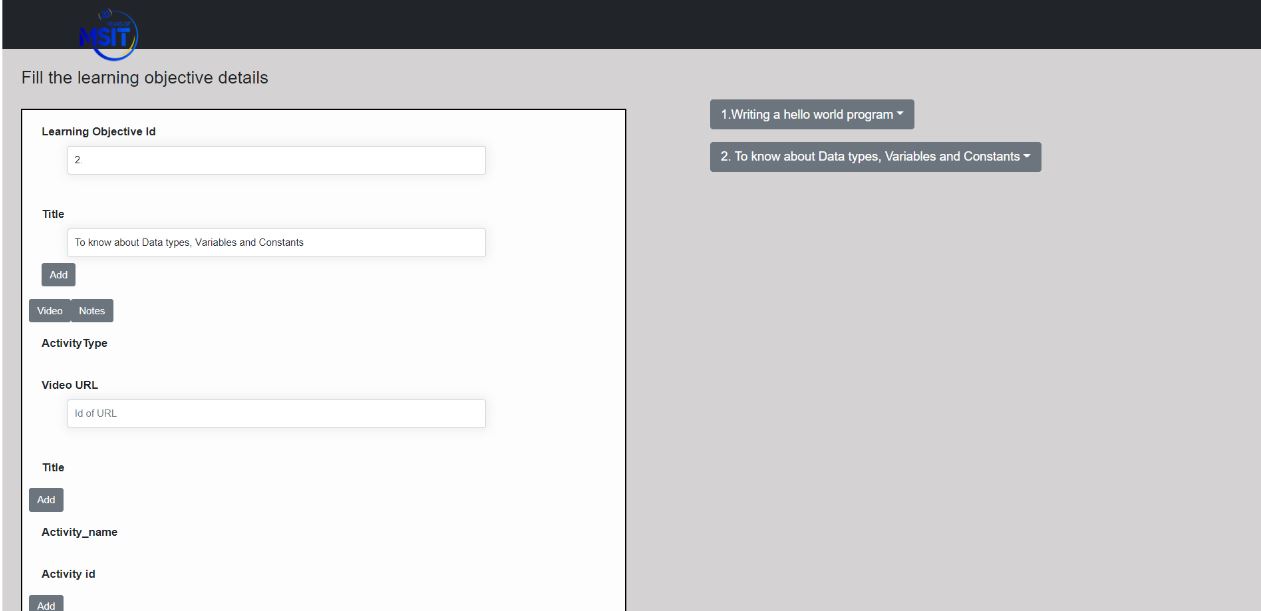 MSIT
Fill the learning objective details
Learning Objective Id
2.
Title
To know about Data types, Variables and Constants
Add
Video Notes
ActivityType
Video URL
Id of URL
Title
Add
Activity_name
Activity id
Add
1.Writing a hello world program
2. To know about Data types, Variables and Constants